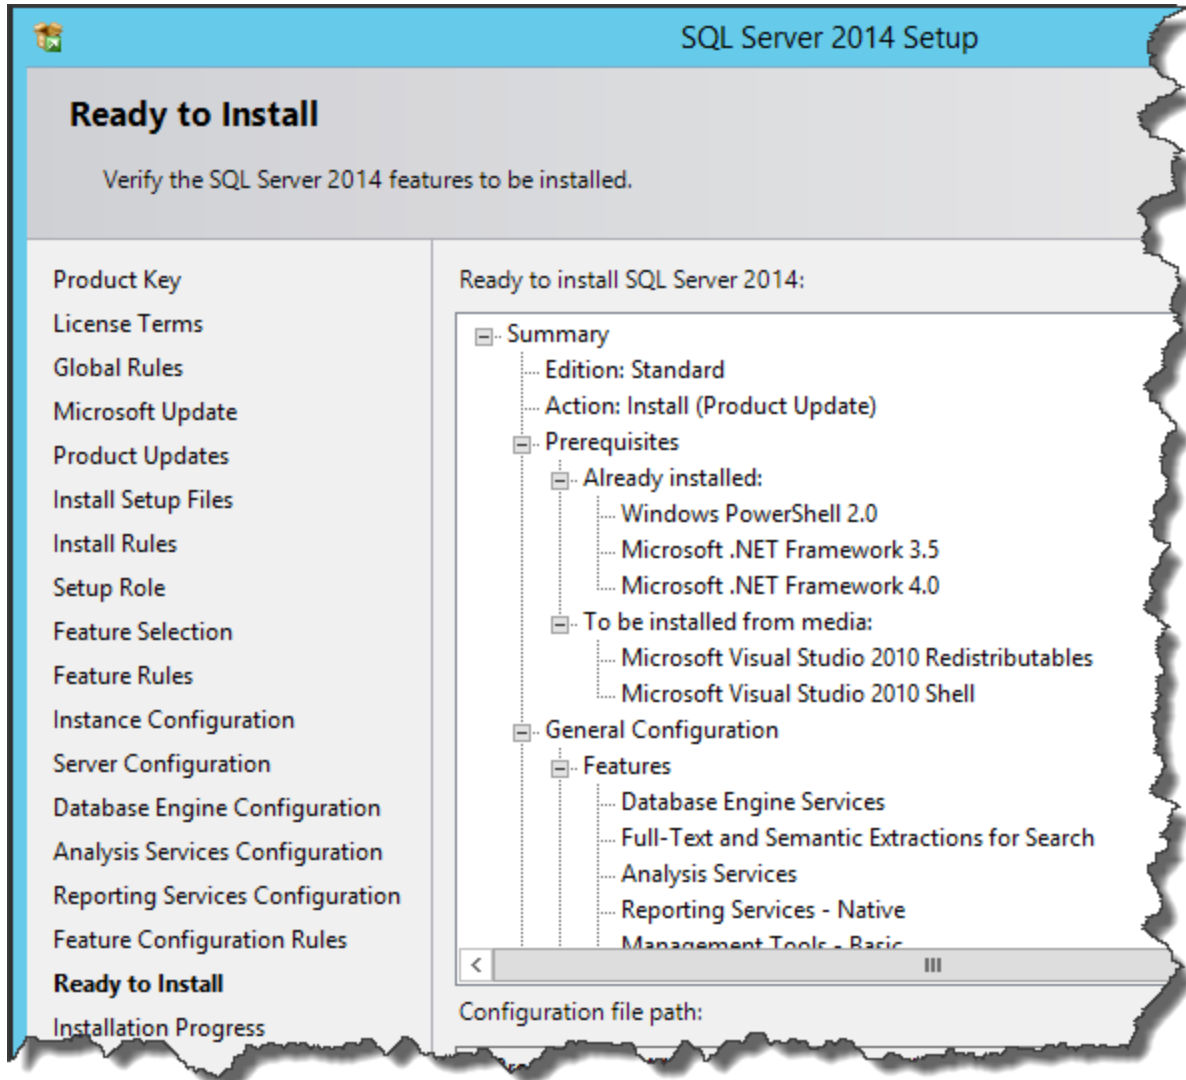 SQL Server 2014 Setup
Ready to Install
Verify the SQL Server 2014 features to be installed.
Product Key
License Terms
Global Rules
Microsoft Update
Product Updates
Install Setup Files
Install Rules
Setup Role
Feature Selection
Feature Rules
Instance Configuration
Server Configuration
Database Engine Configuration
Analysis Services Configuration
Reporting Services Configuration
Feature Configuration Rules
Ready to Install
Installation Progress
Ready to install SQL Server 2014:
Summary
Edition: Standard
Action: Install (Product Update)
Prerequisites
Already installed:
Windows PowerShell 2.0
Microsoft .NET Framework 3.5
Microsoft .NET Framework 4.0
To be installed from media:
Microsoft Visual Studio 2010 Redistributables
Microsoft Visual Studio 2010 Shell
General Configuration
Features
Database Engine Services
Full-Text and Semantic Extractions for Search
Analysis Services
Reporting Services - Native
Management Tools - Basic
Configuration file path: